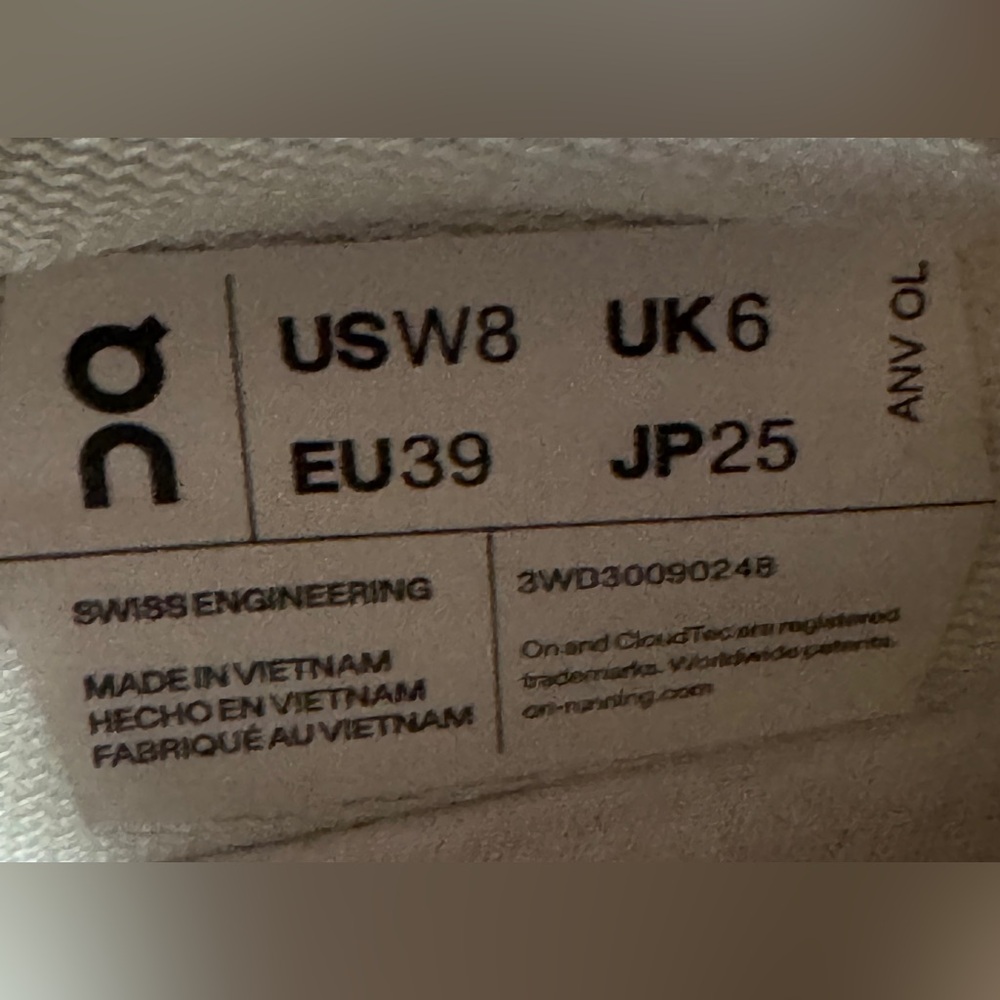 On
USW8 UK6
EU39 JP25
ANV OL
SWISS ENGINEERING
MADE IN VIETNAM
HECHO EN VIETNAM
FABRIQUÉ AU VIETNAM
3WD30090248
On and CloudTec are registered
trademarks. Worldwide patents.
on-running.com